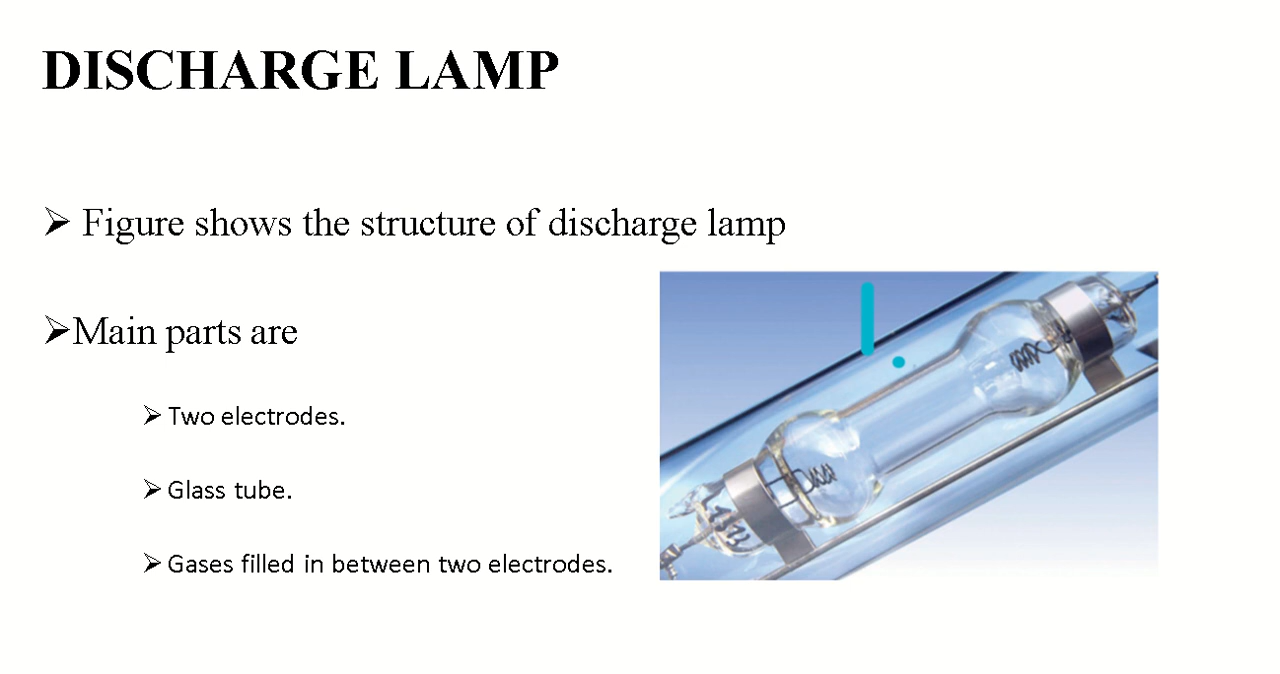 DISCHARGE LAMP
➢ Figure shows the structure of discharge lamp
➢Main parts are
➢ Two electrodes.
➢ Glass tube.
➢ Gases filled in between two electrodes.